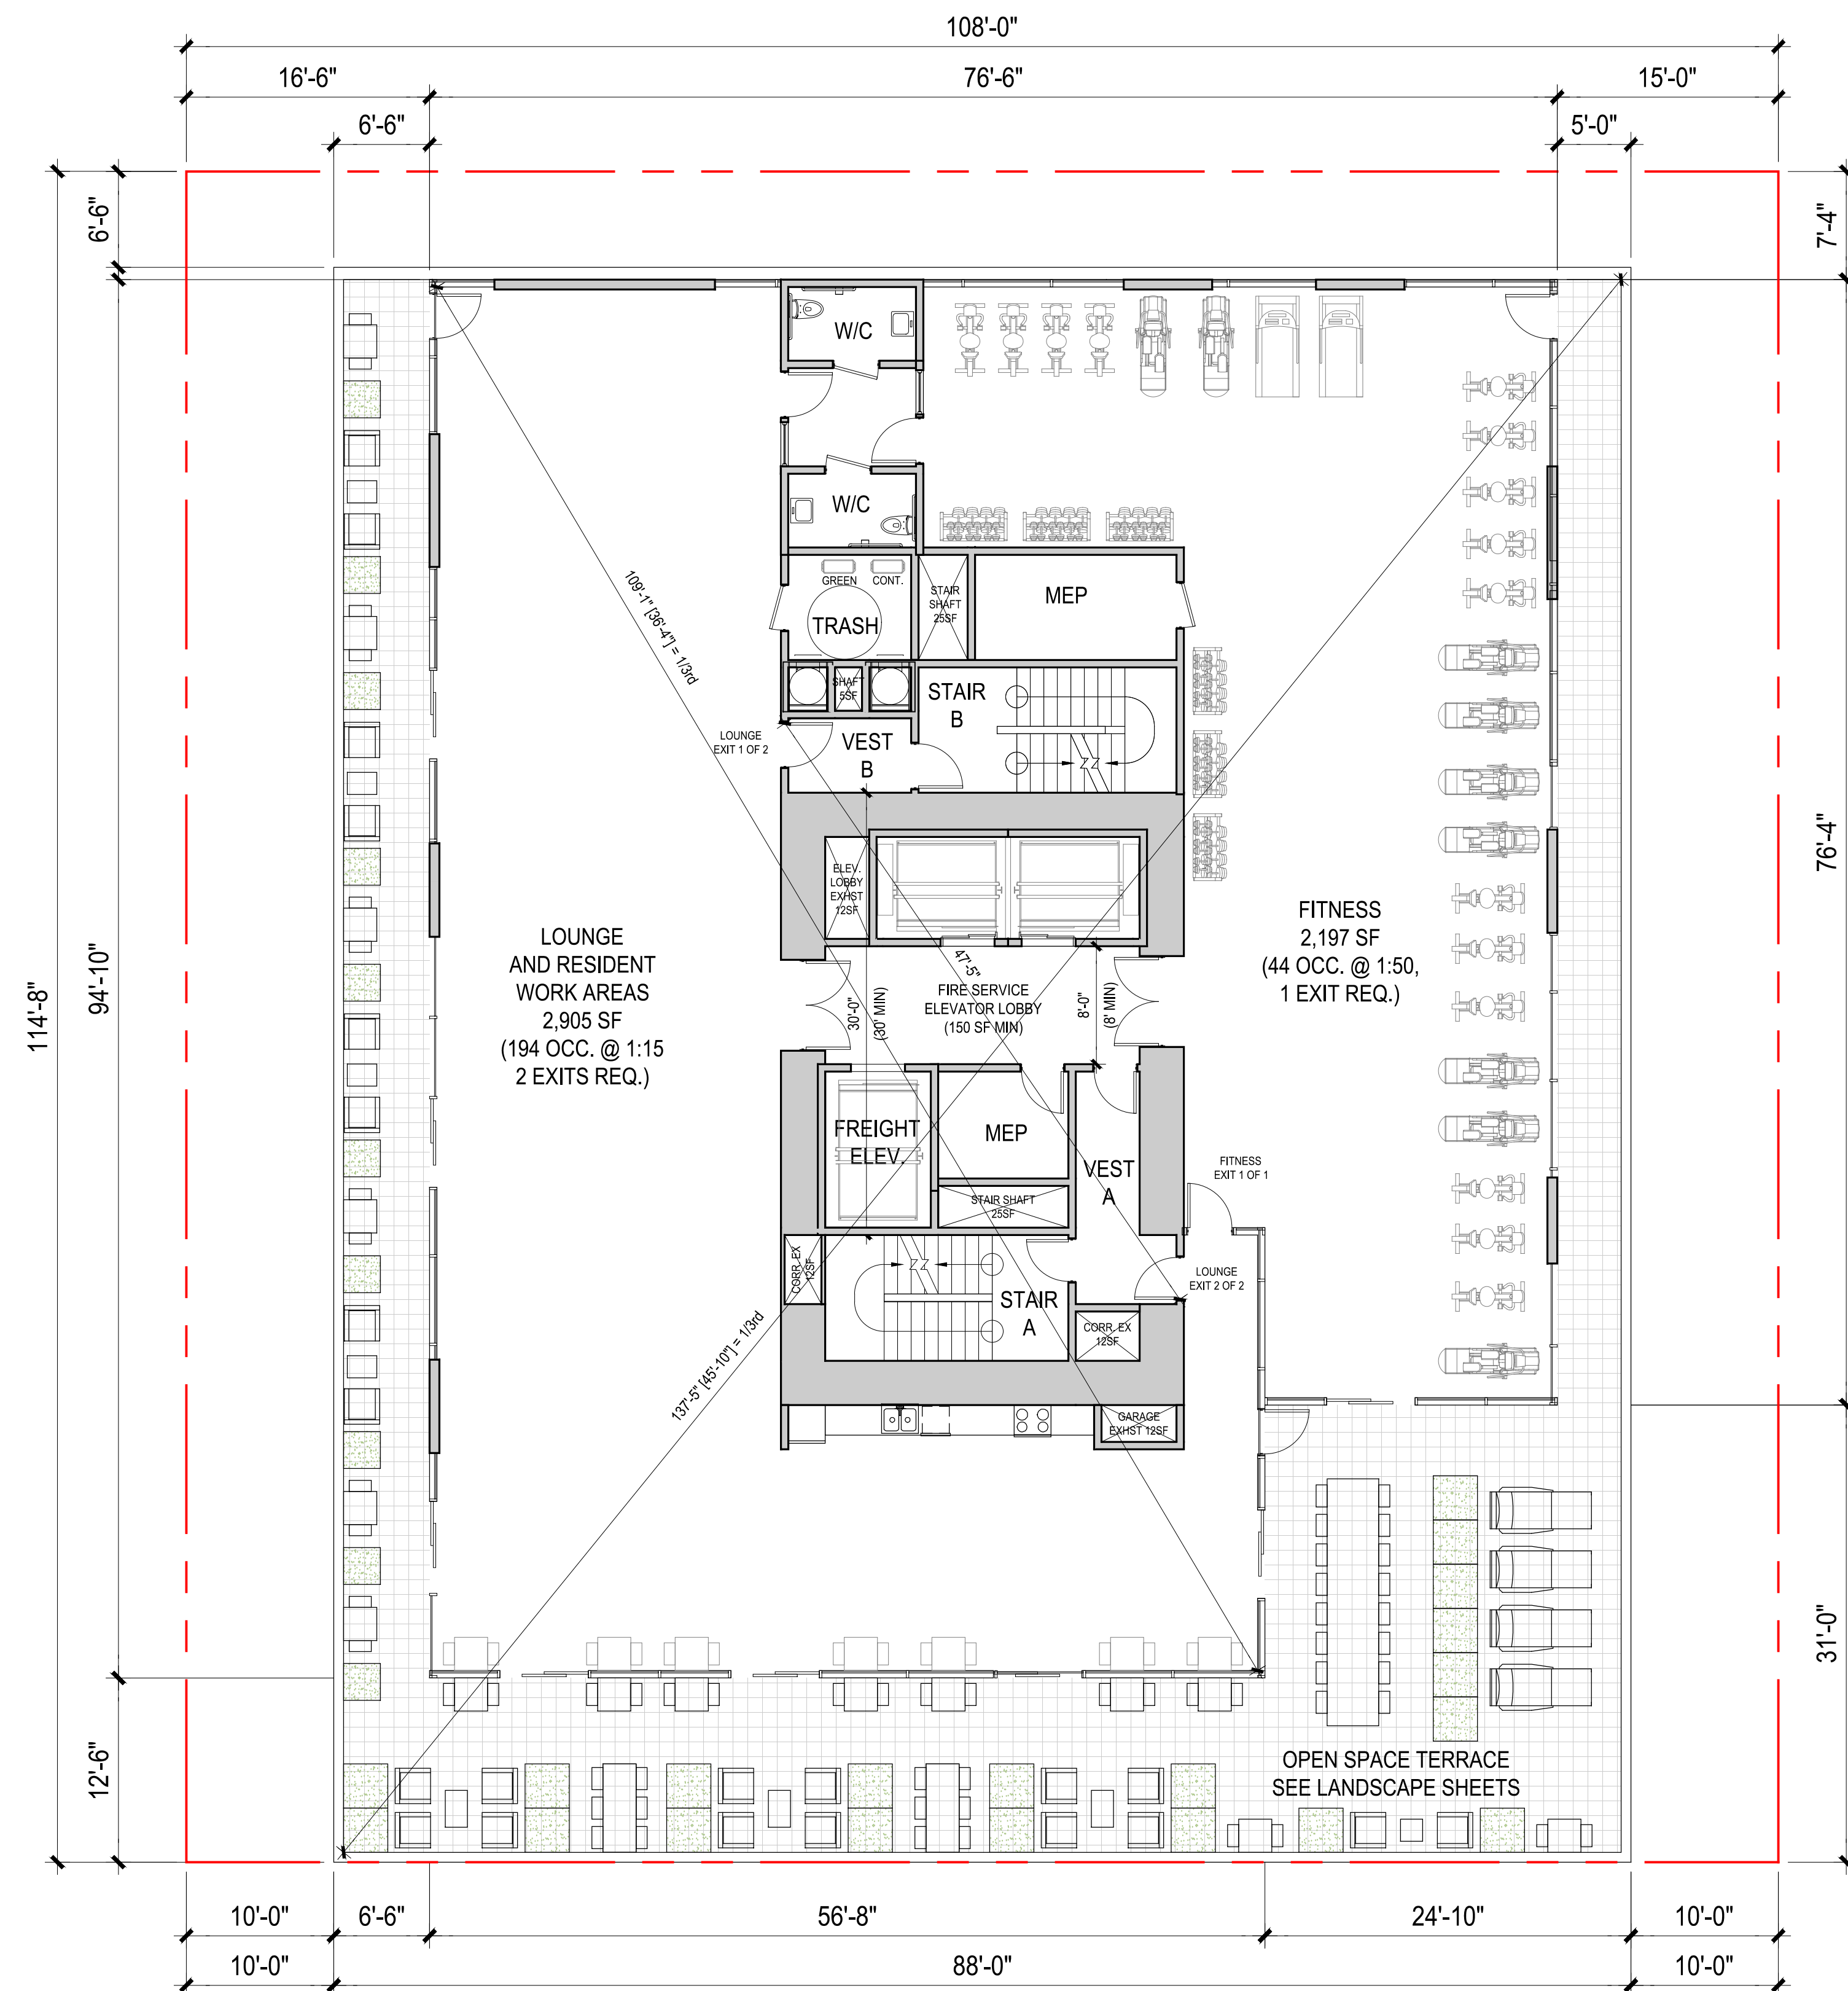 108'-0"
16'-6"
76'-6"
15'-0"
6'-6"
5'-0"
6'-6"
7'-4"
114'-8"
94'-10"
12'-6"
76'-4"
31'-0"
W/C
W/C
GREEN
CONT.
TRASH
STAIR
SHAFT
25SF
MEP
109'-1" [36'-4"] = 1/3rd
SHAFT
5SF
STAIR
B
LOUNGE
EXIT 1 OF 2
VEST
B
ELEV.
LOBBY
EXHST
12SF
LOUNGE
AND RESIDENT
WORK AREAS
2,905 SF
(194 OCC. @ 1:15
2 EXITS REQ.)
FITNESS
2,197 SF
(44 OCC. @ 1:50,
1 EXIT REQ.)
47'-5"
FIRE SERVICE
ELEVATOR LOBBY
(150 SF MIN)
30'-0"
(30' MIN)
8'-0"
(8' MIN)
FREIGHT
ELEV.
MEP
VEST
A
FITNESS
EXIT 1 OF 1
STAIR SHAFT
25SF
CORR. EX
12SF
LOUNGE
EXIT 2 OF 2
STAIR
A
CORR. EX
12SF
137'-5" [45'-10"] = 1/3rd
GARAGE
EXHST 12SF
OPEN SPACE TERRACE
SEE LANDSCAPE SHEETS
10'-0"
6'-6"
56'-8"
24'-10"
10'-0"
10'-0"
88'-0"
10'-0"